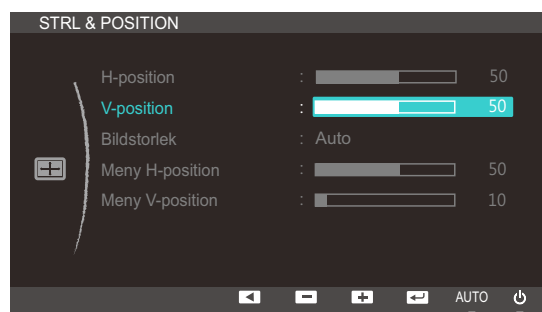 STRL & POSITION
H-position : 50
V-position : 50
Bildstorlek : Auto
Meny H-position : 50
Meny V-position : 10
AUTO